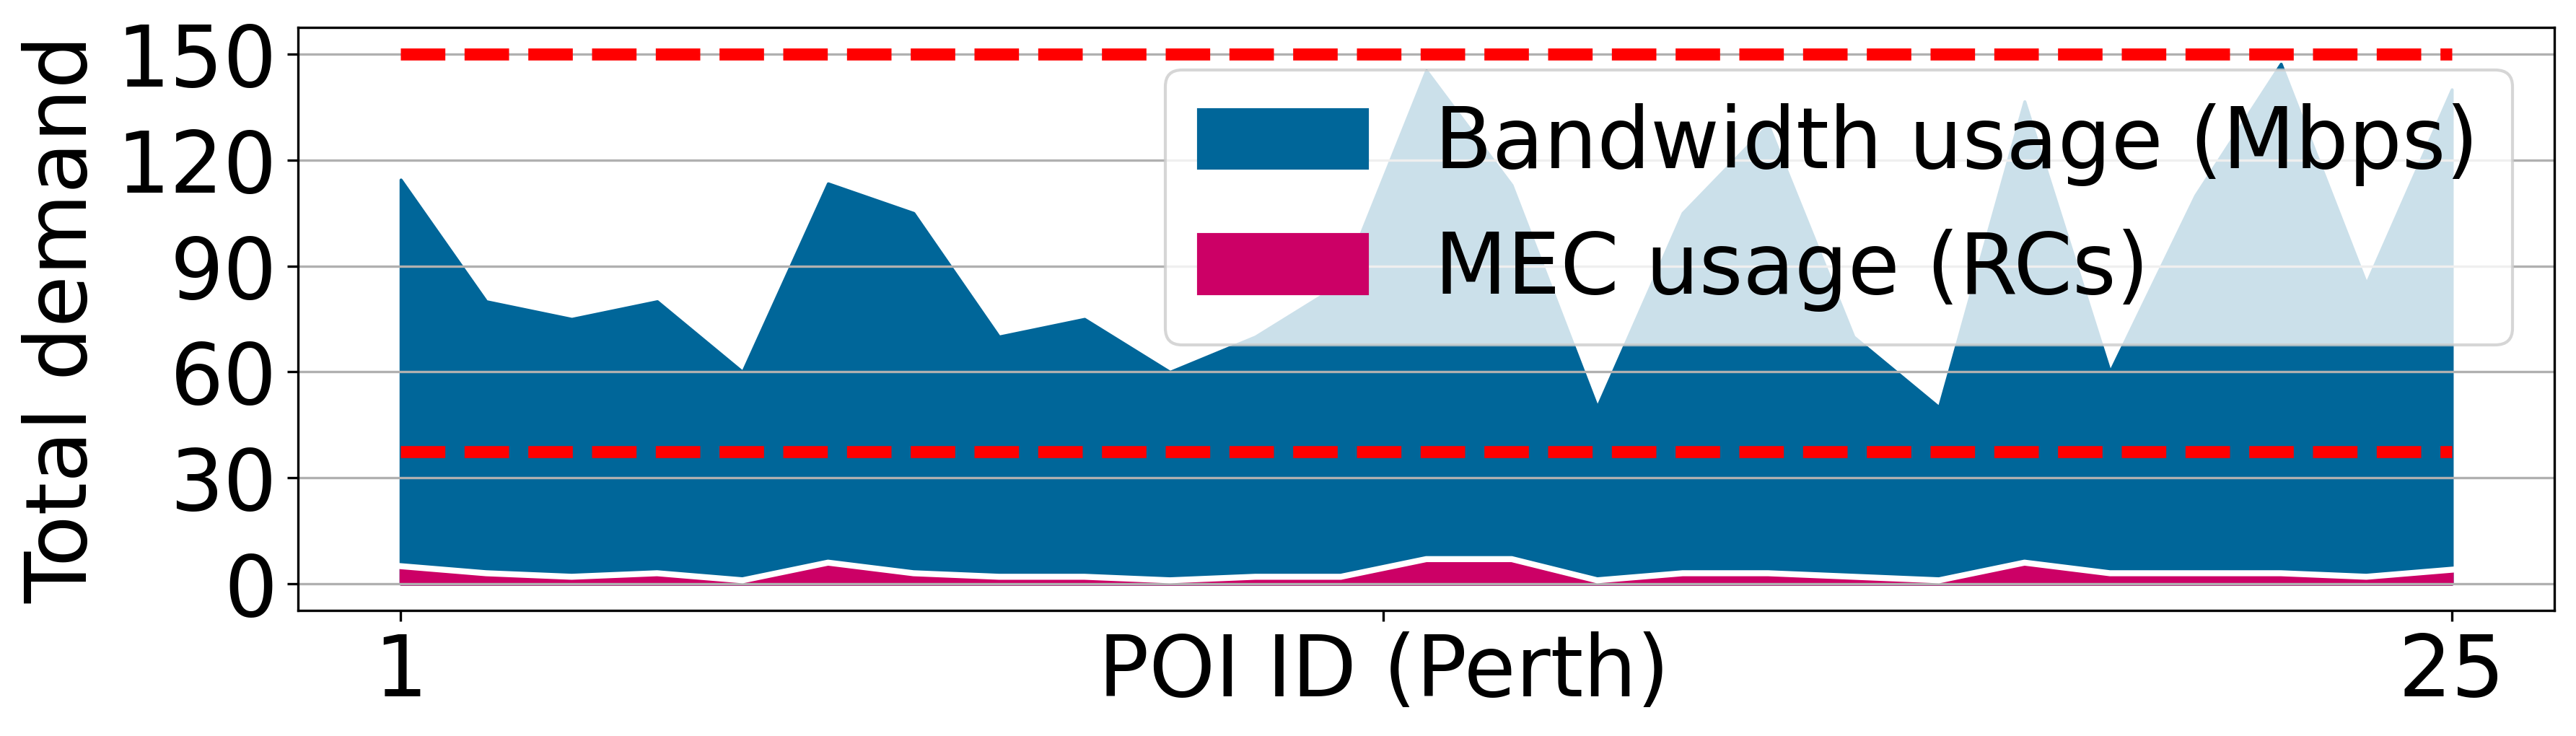 Total demand
150
120
90
60
30
0
Bandwidth usage (Mbps)
MEC usage (RCs)
1
POI ID (Perth)
25